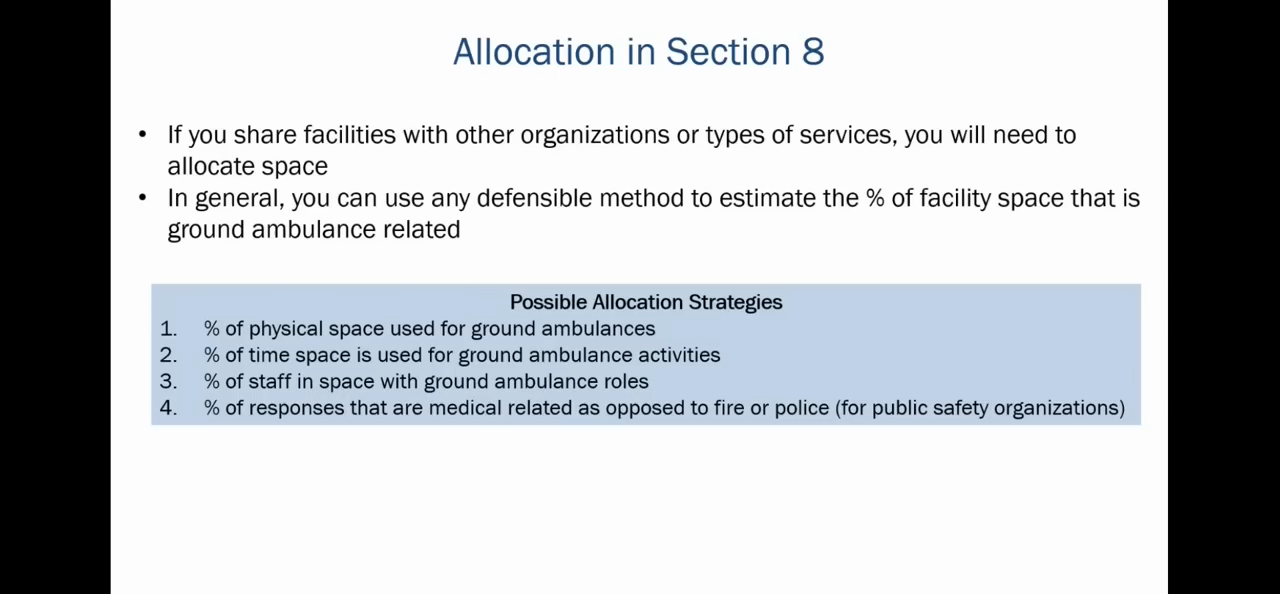 Allocation in Section 8
• If you share facilities with other organizations or types of services, you will need to
allocate space
• In general, you can use any defensible method to estimate the % of facility space that is
ground ambulance related
Possible Allocation Strategies
1. % of physical space used for ground ambulances
2. % of time space is used for ground ambulance activities
3. % of staff in space with ground ambulance roles
4. % of responses that are medical related as opposed to fire or police (for public safety organizations)